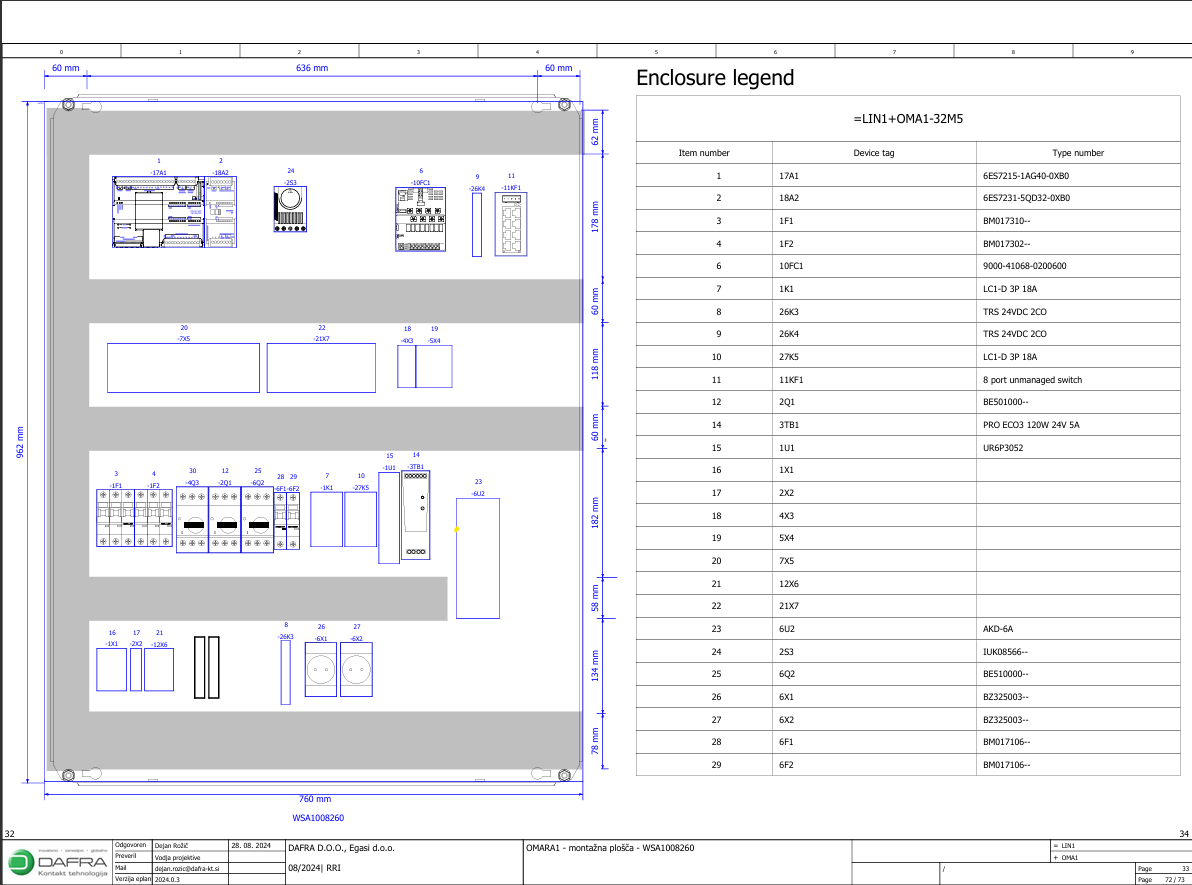 0 1 2 3 4 5 6 7 8 9
60 mm 636 mm 60 mm
Enclosure legend
=LIN1+OMA1-32M5
Item number Device tag Type number
1 17A1 6ES7215-1AG40-0XB0
2 18A2 6ES7231-5QD32-0XB0
3 1F1 BM017310--
4 1F2 BM017302--
6 10FC1 9000-41068-0200600
7 1K1 LC1-D 3P 18A
8 26K3 TRS 24VDC 2CO
9 26K4 TRS 24VDC 2CO
10 27K5 LC1-D 3P 18A
11 11KF1 8 port unmanaged switch
12 2Q1 BE501000--
14 3TB1 PRO ECO3 120W 24V 5A
15 1U1 UR6P3052
16 1X1
17 2X2
18 4X3
19 5X4
20 7X5
21 12X6
22 21X7
23 6U2 AKD-6A
24 2S3 IUK08566--
25 6Q2 BE510000--
26 6X1 BZ325003--
27 6X2 BZ325003--
28 6F1 BM017106--
29 6F2 BM017106--
62 mm
1 2 24 6 9 11
-17A1 -18A2 -2S3 -10FC1 -26K4 -11KF1
178 mm
60 mm
20 22 18 19
-7X5 -21X7 -4X3 -5X4
118 mm
60 mm
962 mm
3 4 30 12 25 28 29 7 10 15 14 23
-1F1 -1F2 -4Q3 -2Q1 -6Q2 -6F1 -6F2 -1K1 -27K5 -1U1 -3TB1 -6U2
182 mm
58 mm
16 17 21 8 26 27
-1X1 -2X2 -12X6 -26K3 -6X1 -6X2
134 mm
78 mm
760 mm
WSA1008260
32 34
DAFRA
Kontakt tehnologija
Odgovoren Dejan Rožič 28. 08. 2024
Preveril Vodja projektive
Mail dejan.rozic@dafra-kt.si
Verzija eplan 2024.0.3
DAFRA D.O.O., Egasi d.o.o.
08/2024| RRI
OMARA1 - montažna plošča - WSA1008260
/
= LIN1
+ OMA1
Page 33
Page 72 / 73